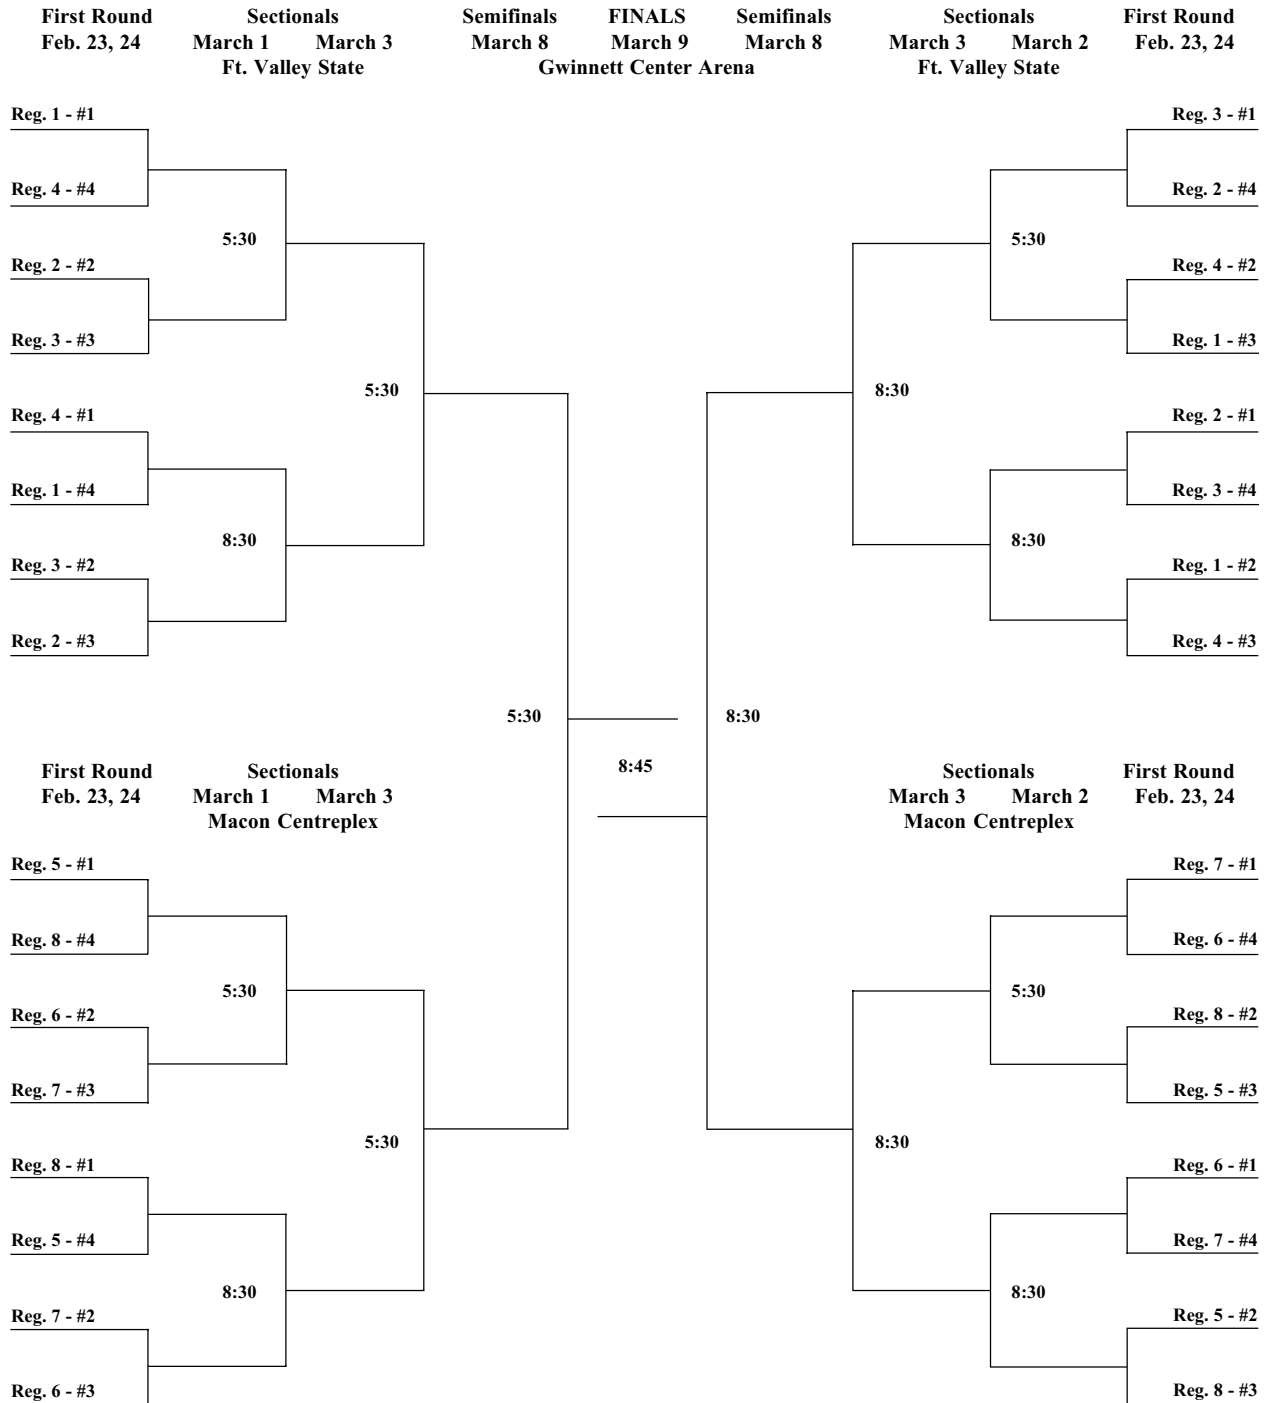 First Round Sectionals Semifinals FINALS Semifinals Sectionals First Round
Feb. 23, 24 March 1 March 3 March 8 March 9 March 8 March 3 March 2 Feb. 23, 24
Ft. Valley State Gwinnett Center Arena Ft. Valley State
Reg. 1 - #1 Reg. 3 - #1
Reg. 4 - #4 Reg. 2 - #4
5:30 5:30
Reg. 2 - #2 Reg. 4 - #2
Reg. 3 - #3 Reg. 1 - #3
5:30 8:30
Reg. 4 - #1 Reg. 2 - #1
Reg. 1 - #4 Reg. 3 - #4
8:30 8:30
Reg. 3 - #2 Reg. 1 - #2
Reg. 2 - #3 Reg. 4 - #3
5:30 8:30
8:45
First Round Sectionals Sectionals First Round
Feb. 23, 24 March 1 March 3 March 3 March 2 Feb. 23, 24
Macon Centreplex Macon Centreplex
Reg. 5 - #1 Reg. 7 - #1
Reg. 8 - #4 Reg. 6 - #4
5:30 5:30
Reg. 6 - #2 Reg. 8 - #2
Reg. 7 - #3 Reg. 5 - #3
5:30 8:30
Reg. 8 - #1 Reg. 6 - #1
Reg. 5 - #4 Reg. 7 - #4
8:30 8:30
Reg. 7 - #2 Reg. 5 - #2
Reg. 6 - #3 Reg. 8 - #3